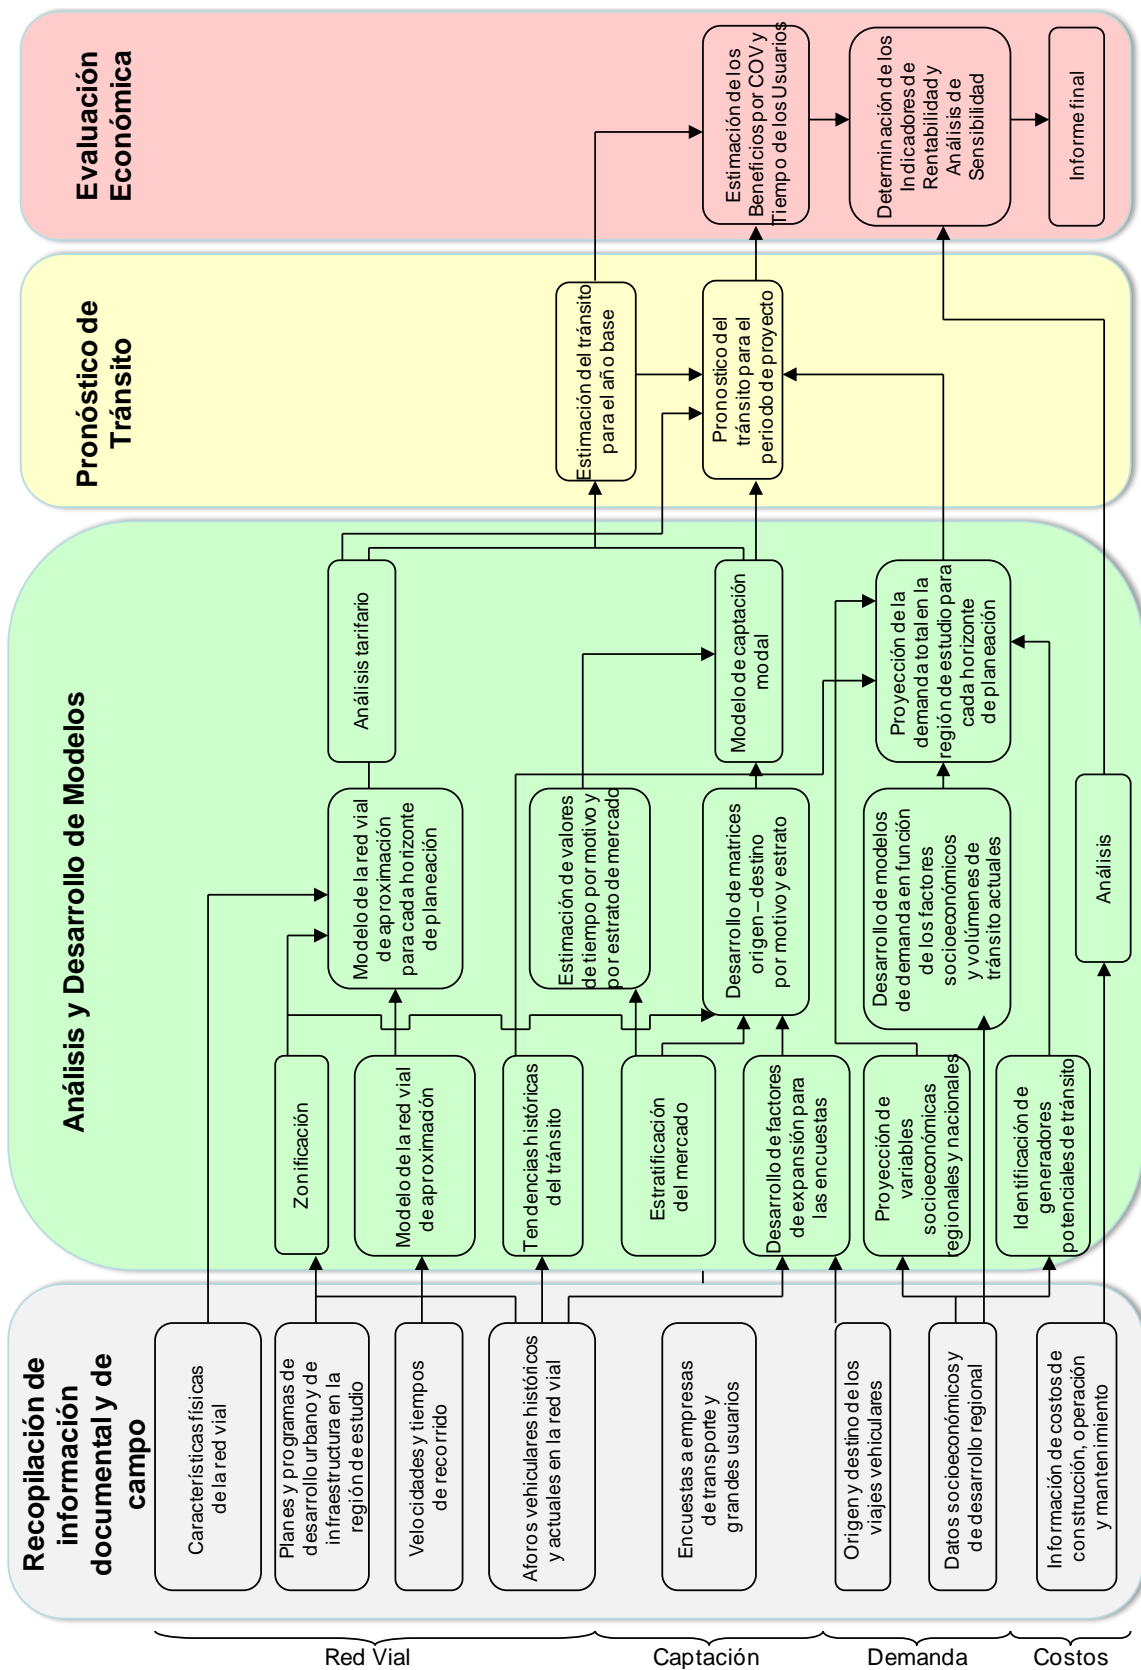 Recopilación de
información
documental y de
campo
Características físicas
de la red vial
Planes y programas de
desarrollo urbano y de
infraestructura en la
región de estudio
Velocidades y tiempos
de recorrido
Aforos vehiculares históricos
y actuales en la red vial
Encuestas a empresas
de transporte y
grandes usuarios
Origen y destino de los
viajes vehiculares
Datos socioeconómicos y
de desarrollo regional
Información de costos de
construcción, operación
y mantenimiento
Red Vial
Captación
Demanda
Costos
Análisis y Desarrollo de Modelos
Zonificación
Modelo de la red vial
de aproximación
Tendencias históricas
del tránsito
Estratificación
del mercado
Desarrollo de factores
de expansión para
las encuestas
Proyección de
variables
socioeconómicas
regionales y nacionales
Identificación de
generadores
potenciales de tránsito
Modelo de la red vial
de aproximación
para cada horizonte
de planeación
Estimación de valores
de tiempo por motivo y
por estrato de mercado
Desarrollo de matrices
origen – destino
por motivo y estrato
Desarrollo de modelos
de demanda en función
de los factores
socioeconómicos
y volúmenes de
tránsito actuales
Análisis
Análisis tarifario
Modelo de captación
modal
Proyección de la
demanda total en la
región de estudio para
cada horizonte
de planeación
Pronóstico de
Tránsito
Estimación del tránsito
para el año base
Pronostico del
tránsito para el
periodo de proyecto
Evaluación
Económica
Estimación de los
Beneficios por COV y
Tiempo de los Usuarios
Determinación de los
Indicadores de
Rentabilidad y
Análisis de
Sensibilidad
Informe final